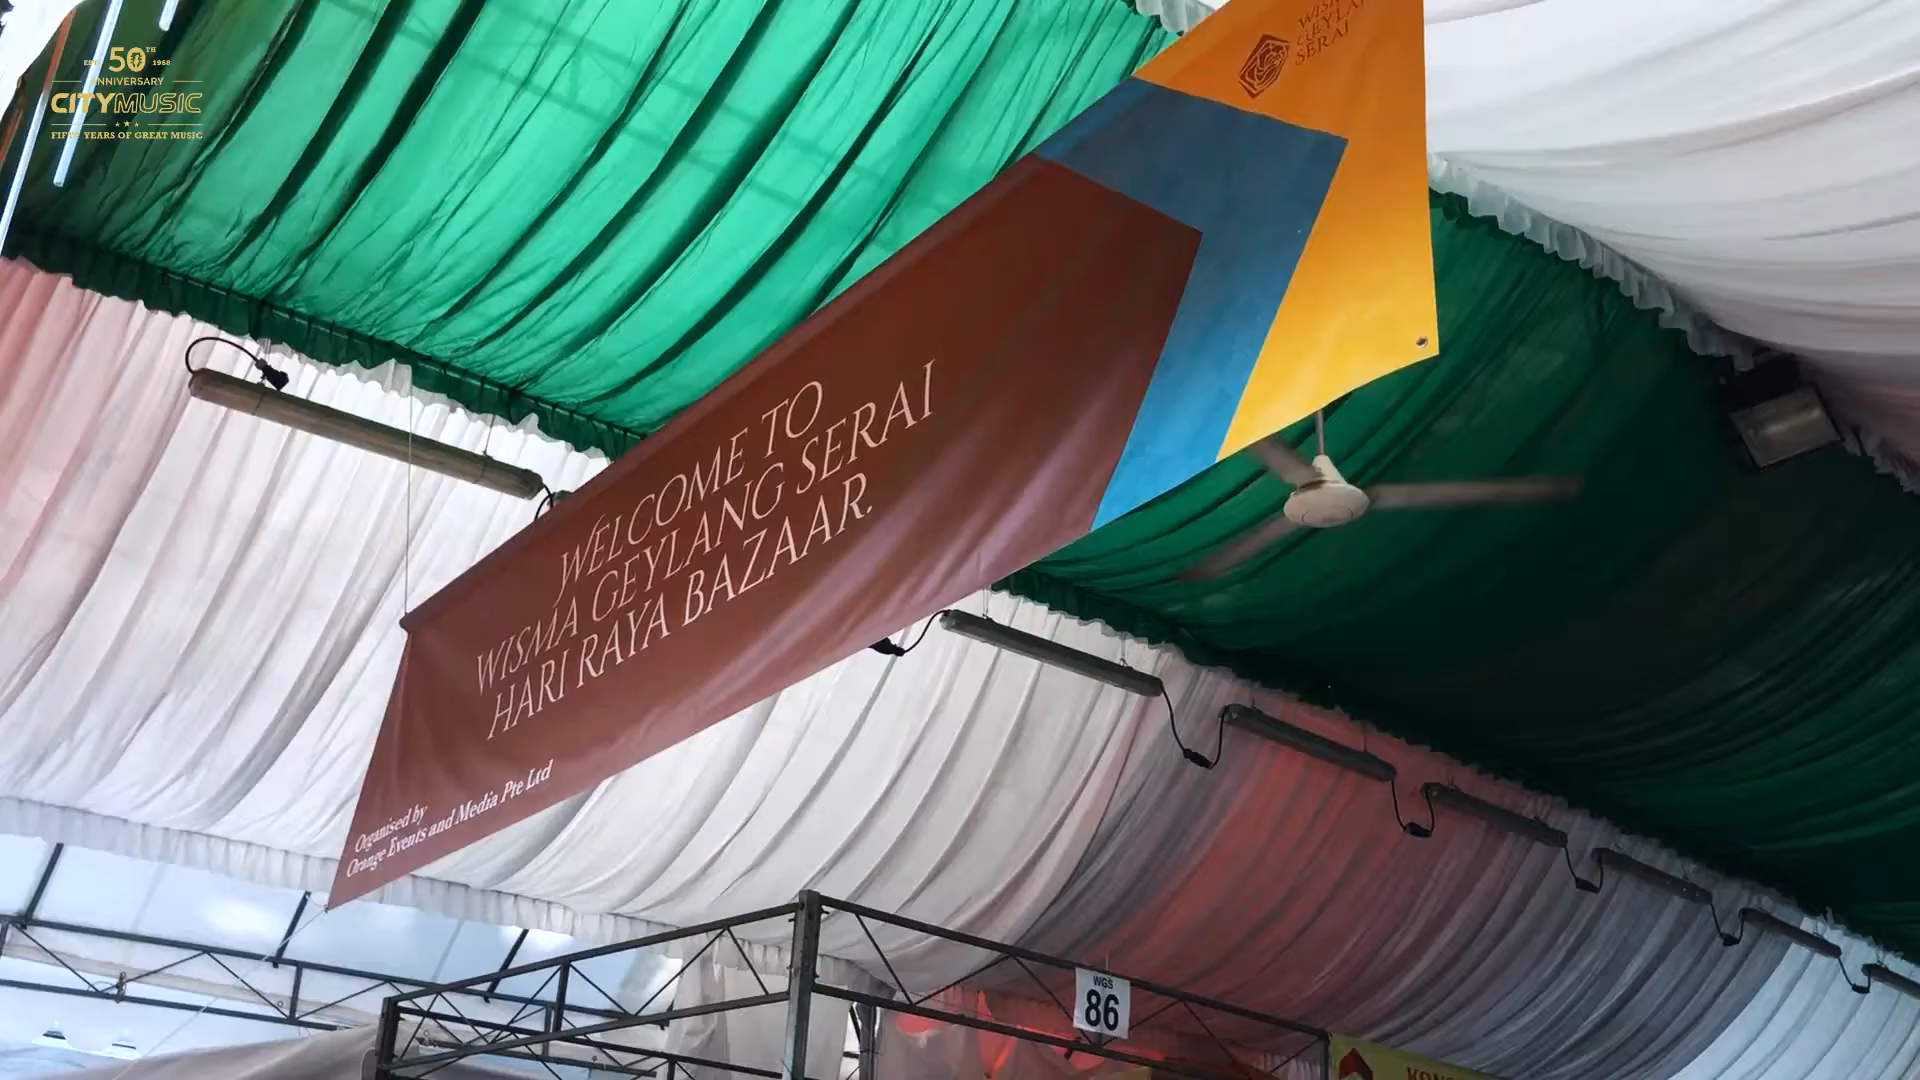 EST 50TH 1968
ANNIVERSARY
CITYMUSIC
FIFTY YEARS OF GREAT MUSIC
GEYLANG
SERAI
WELCOME TO
WISMA GEYLANG SERAI
HARI RAYA BAZAAR.
Organised by
Orange Events and Media Pte Ltd
WGS
86